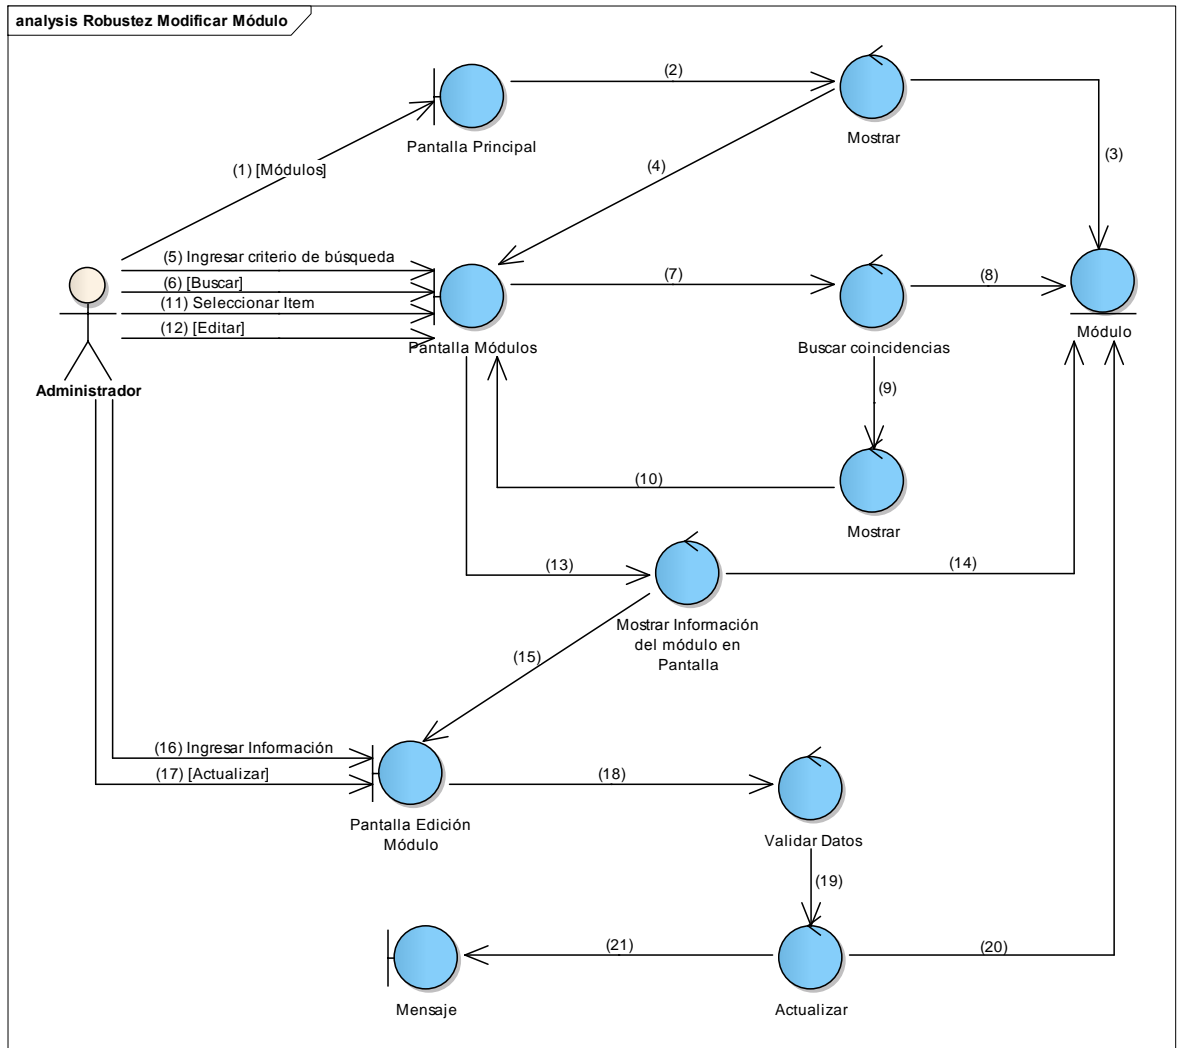 analysis Robustez Modificar Módulo
(2)
Pantalla Principal
Mostrar
(1) [Módulos]
(4)
(3)
(5) Ingresar criterio de búsqueda
(6) [Buscar]
(11) Seleccionar Item
(12) [Editar]
(7)
(8)
Pantalla Módulos
Buscar coincidencias
Módulo
Administrador
(9)
(10)
Mostrar
(13)
(14)
Mostrar Información
del módulo en
Pantalla
(15)
(16) Ingresar Información
(17) [Actualizar]
(18)
Pantalla Edición
Módulo
Validar Datos
(19)
(21)
(20)
Mensaje
Actualizar